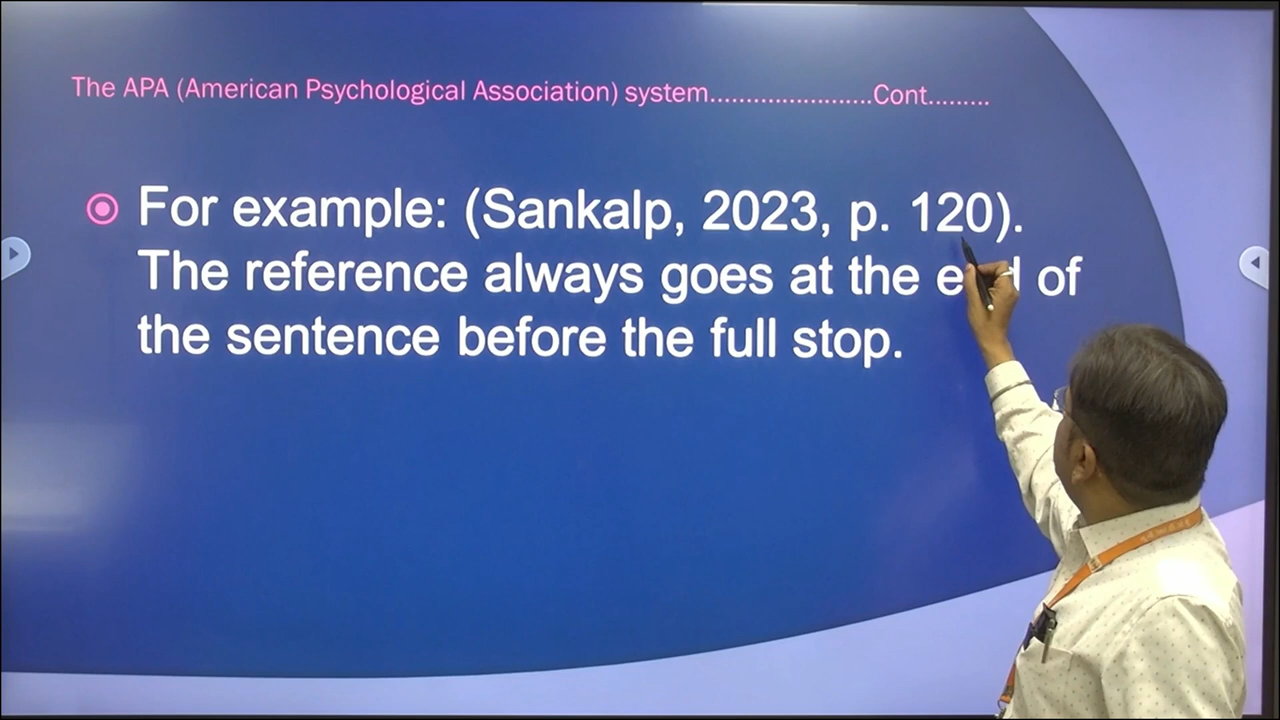 The APA (American Psychological Association) system.......................Cont.........
For example: (Sankalp, 2023, p. 120).
The reference always goes at the end of
the sentence before the full stop.